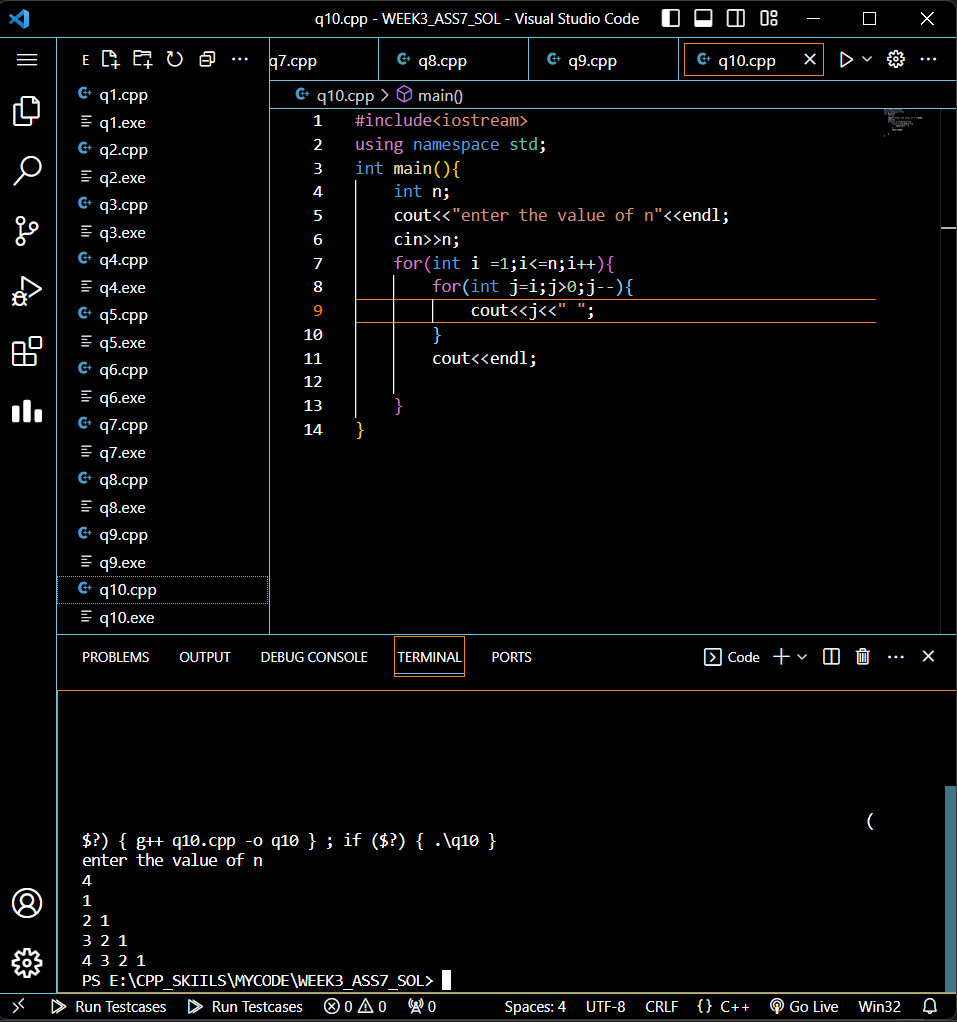 q10.cpp - WEEK3_ASS7_SOL - Visual Studio Code
E
q7.cpp
q8.cpp
q9.cpp
q10.cpp
q10.cpp > main()
q1.cpp
q1.exe
q2.cpp
q2.exe
q3.cpp
q3.exe
q4.cpp
q4.exe
q5.cpp
q5.exe
q6.cpp
q6.exe
q7.cpp
q7.exe
q8.cpp
q8.exe
q9.cpp
q9.exe
q10.cpp
q10.exe
1 #include<iostream>
2 using namespace std;
3 int main(){
4     int n;
5     cout<<"enter the value of n"<<endl;
6     cin>>n;
7     for(int i =1;i<=n;i++){
8         for(int j=i;j>0;j--){
9             cout<<j<<" ";
10         }
11         cout<<endl;
12
13     }
14 }
PROBLEMS OUTPUT DEBUG CONSOLE TERMINAL PORTS Code
(
$?) { g++ q10.cpp -o q10 } ; if ($?) { .\q10 }
enter the value of n
4
1
2 1
3 2 1
4 3 2 1
PS E:\CPP_SKIILS\MYCODE\WEEK3_ASS7_SOL>
Run Testcases Run Testcases 0 0 0 Spaces: 4 UTF-8 CRLF {} C++ Go Live Win32